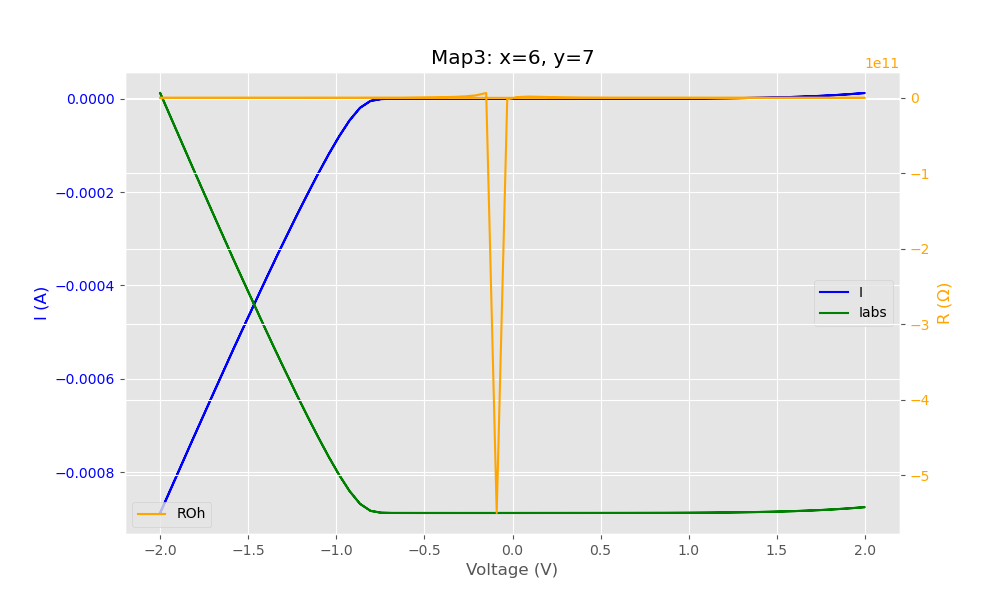 Map3: x=6, y=7
1e11
0.0000
−0.0002
−0.0004
−0.0006
−0.0008
I (A)
0
−1
−2
−3
−4
−5
R (Ω)
I
Iabs
ROh
−2.0
−1.5
−1.0
−0.5
0.0
0.5
1.0
1.5
2.0
Voltage (V)